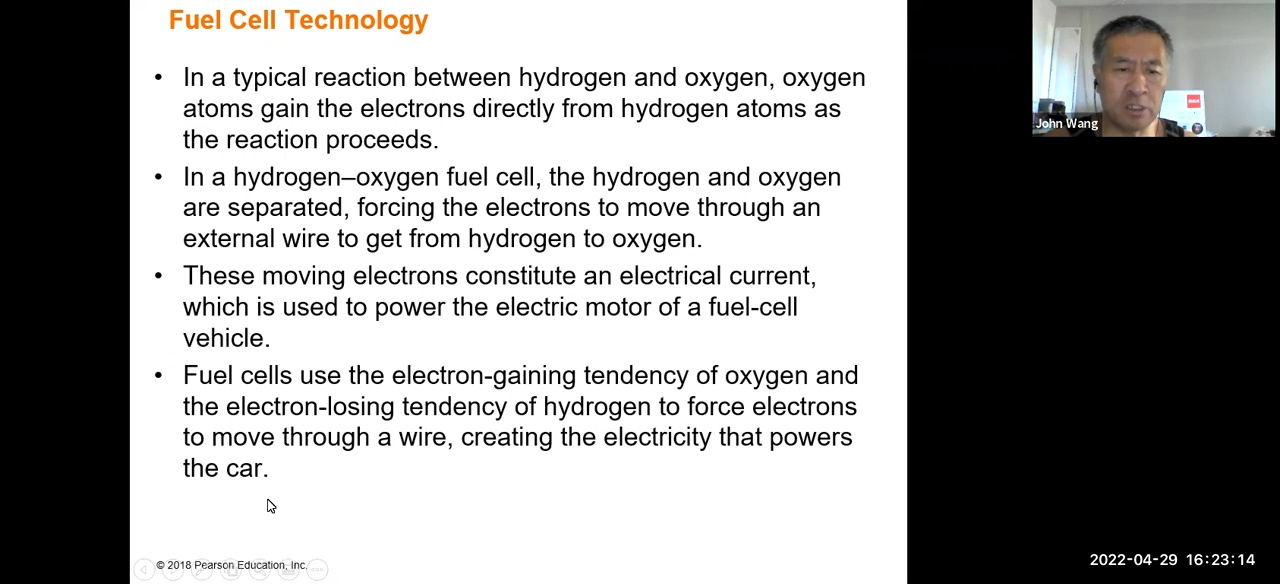 Fuel Cell Technology
• In a typical reaction between hydrogen and oxygen, oxygen
atoms gain the electrons directly from hydrogen atoms as
the reaction proceeds.
• In a hydrogen–oxygen fuel cell, the hydrogen and oxygen
are separated, forcing the electrons to move through an
external wire to get from hydrogen to oxygen.
• These moving electrons constitute an electrical current,
which is used to power the electric motor of a fuel-cell
vehicle.
• Fuel cells use the electron-gaining tendency of oxygen and
the electron-losing tendency of hydrogen to force electrons
to move through a wire, creating the electricity that powers
the car.
© 2018 Pearson Education, Inc.
RCA
John Wang
2022-04-29 16:23:14